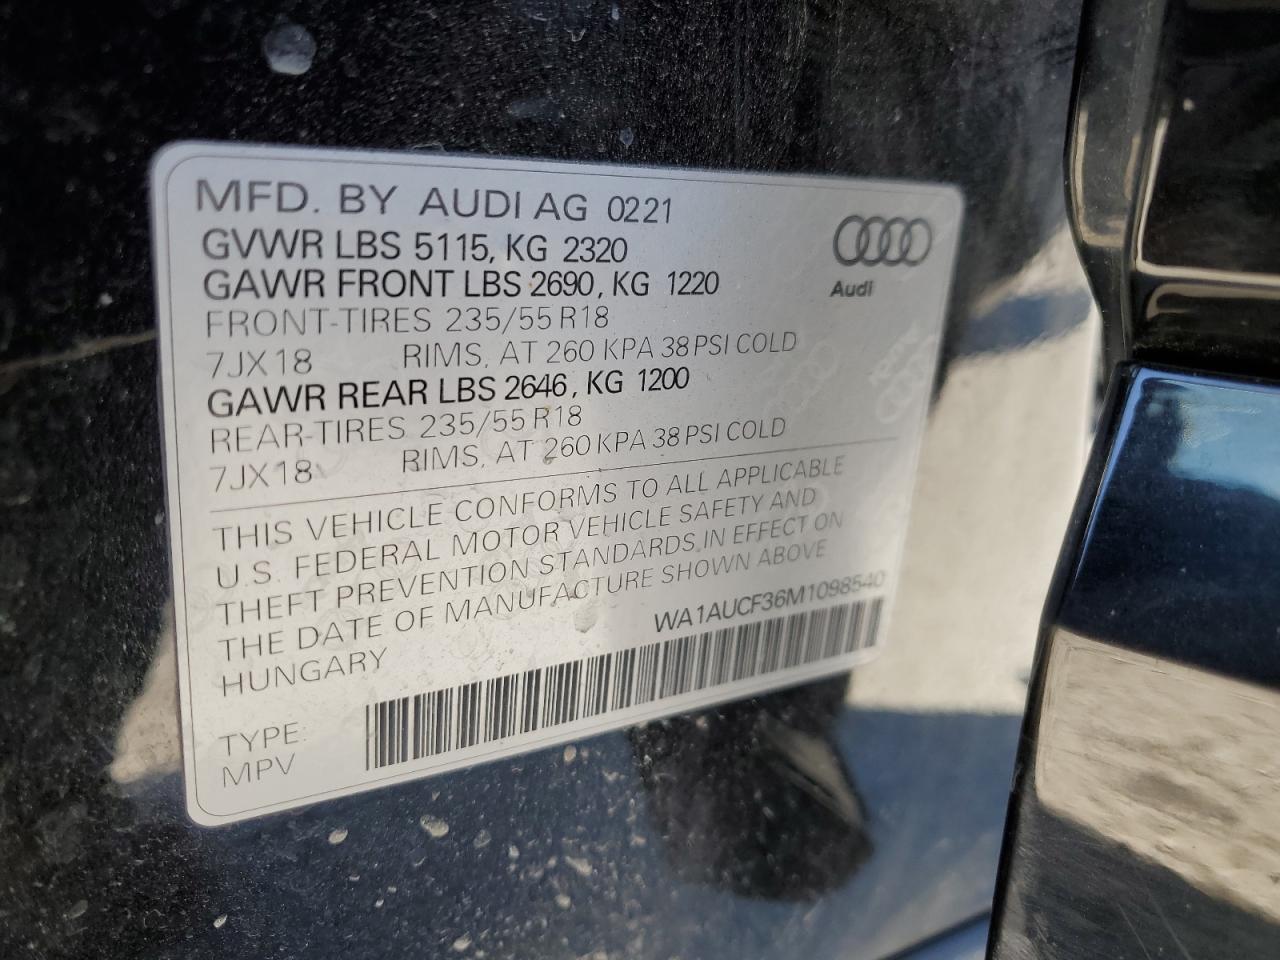 MFD. BY AUDI AG 0221
GVWR LBS 5115, KG 2320
GAWR FRONT LBS 2690, KG 1220
Audi
FRONT-TIRES 235/55 R18
7JX18 RIMS, AT 260 KPA 38 PSI COLD
GAWR REAR LBS 2646, KG 1200
REAR-TIRES 235/55 R18
7JX18 RIMS, AT 260 KPA 38 PSI COLD
THIS VEHICLE CONFORMS TO ALL APPLICABLE
U.S. FEDERAL MOTOR VEHICLE SAFETY AND
THEFT PREVENTION STANDARDS IN EFFECT ON
THE DATE OF MANUFACTURE SHOWN ABOVE
HUNGARY
WA1AUCF36M1098540
TYPE:
MPV